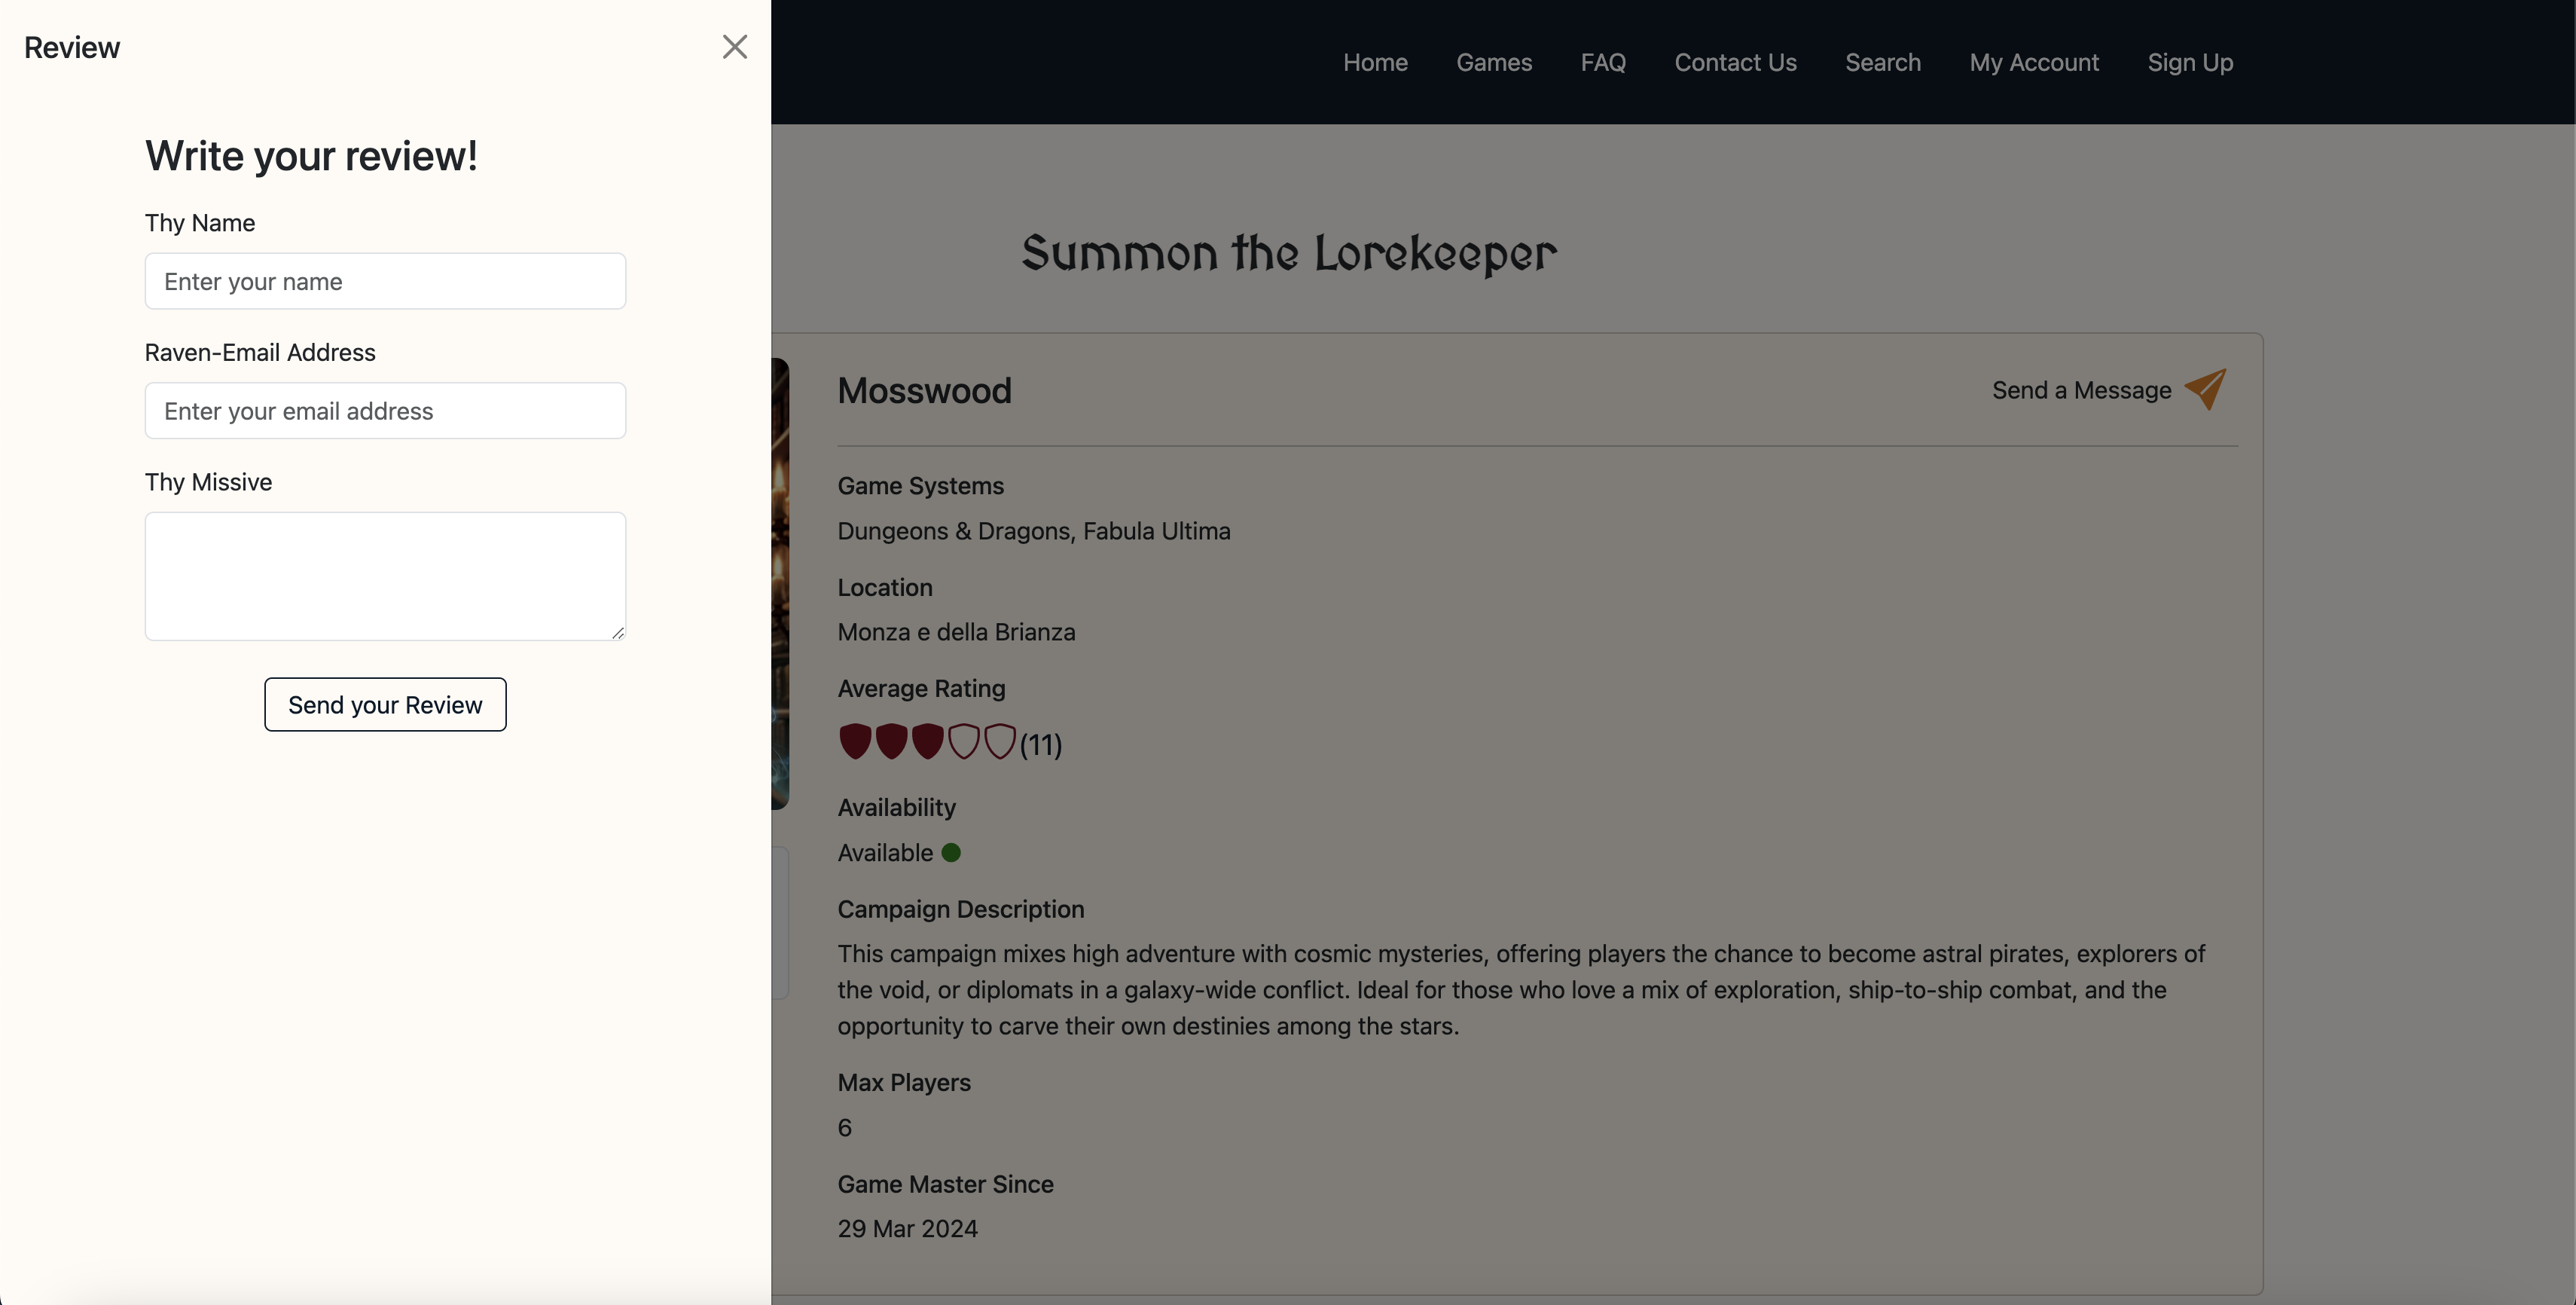 Review
Write your review!
Thy Name
Enter your name
Raven-Email Address
Enter your email address
Thy Missive
Send your Review
Home Games FAQ Contact Us Search My Account Sign Up
Summon the Lorekeeper
Mosswood
Send a Message
Game Systems
Dungeons & Dragons, Fabula Ultima
Location
Monza e della Brianza
Average Rating
(11)
Availability
Available
Campaign Description
This campaign mixes high adventure with cosmic mysteries, offering players the chance to become astral pirates, explorers of
the void, or diplomats in a galaxy-wide conflict. Ideal for those who love a mix of exploration, ship-to-ship combat, and the
opportunity to carve their own destinies among the stars.
Max Players
6
Game Master Since
29 Mar 2024